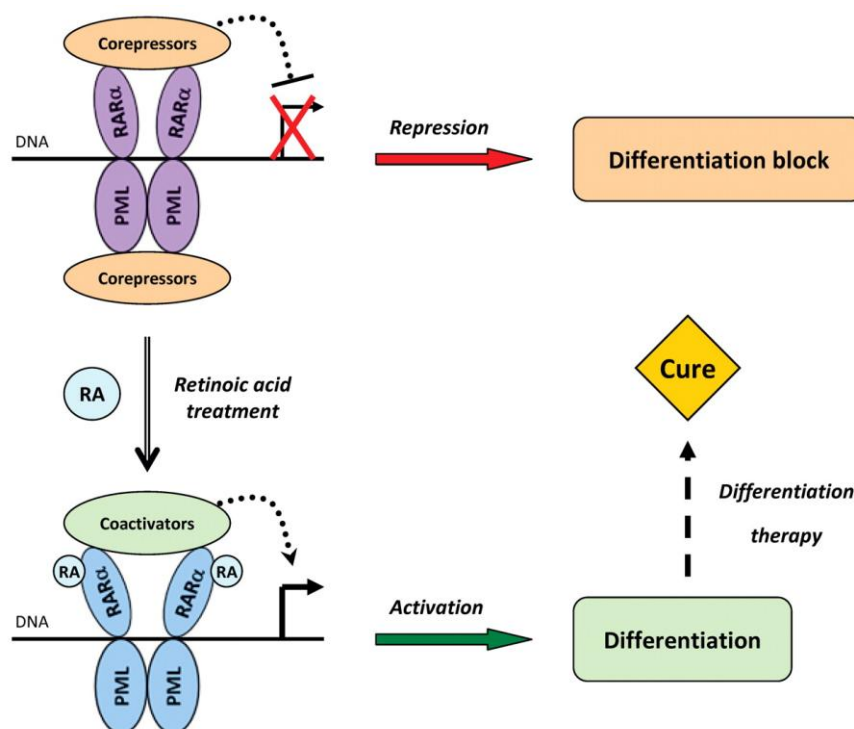 Corepressors
RARα
RARα
DNA
PML
PML
Corepressors
Repression
Differentiation block
RA
Retinoic acid
treatment
Cure
Differentiation
therapy
Coactivators
RA
RA
RARα
RARα
DNA
PML
PML
Activation
Differentiation